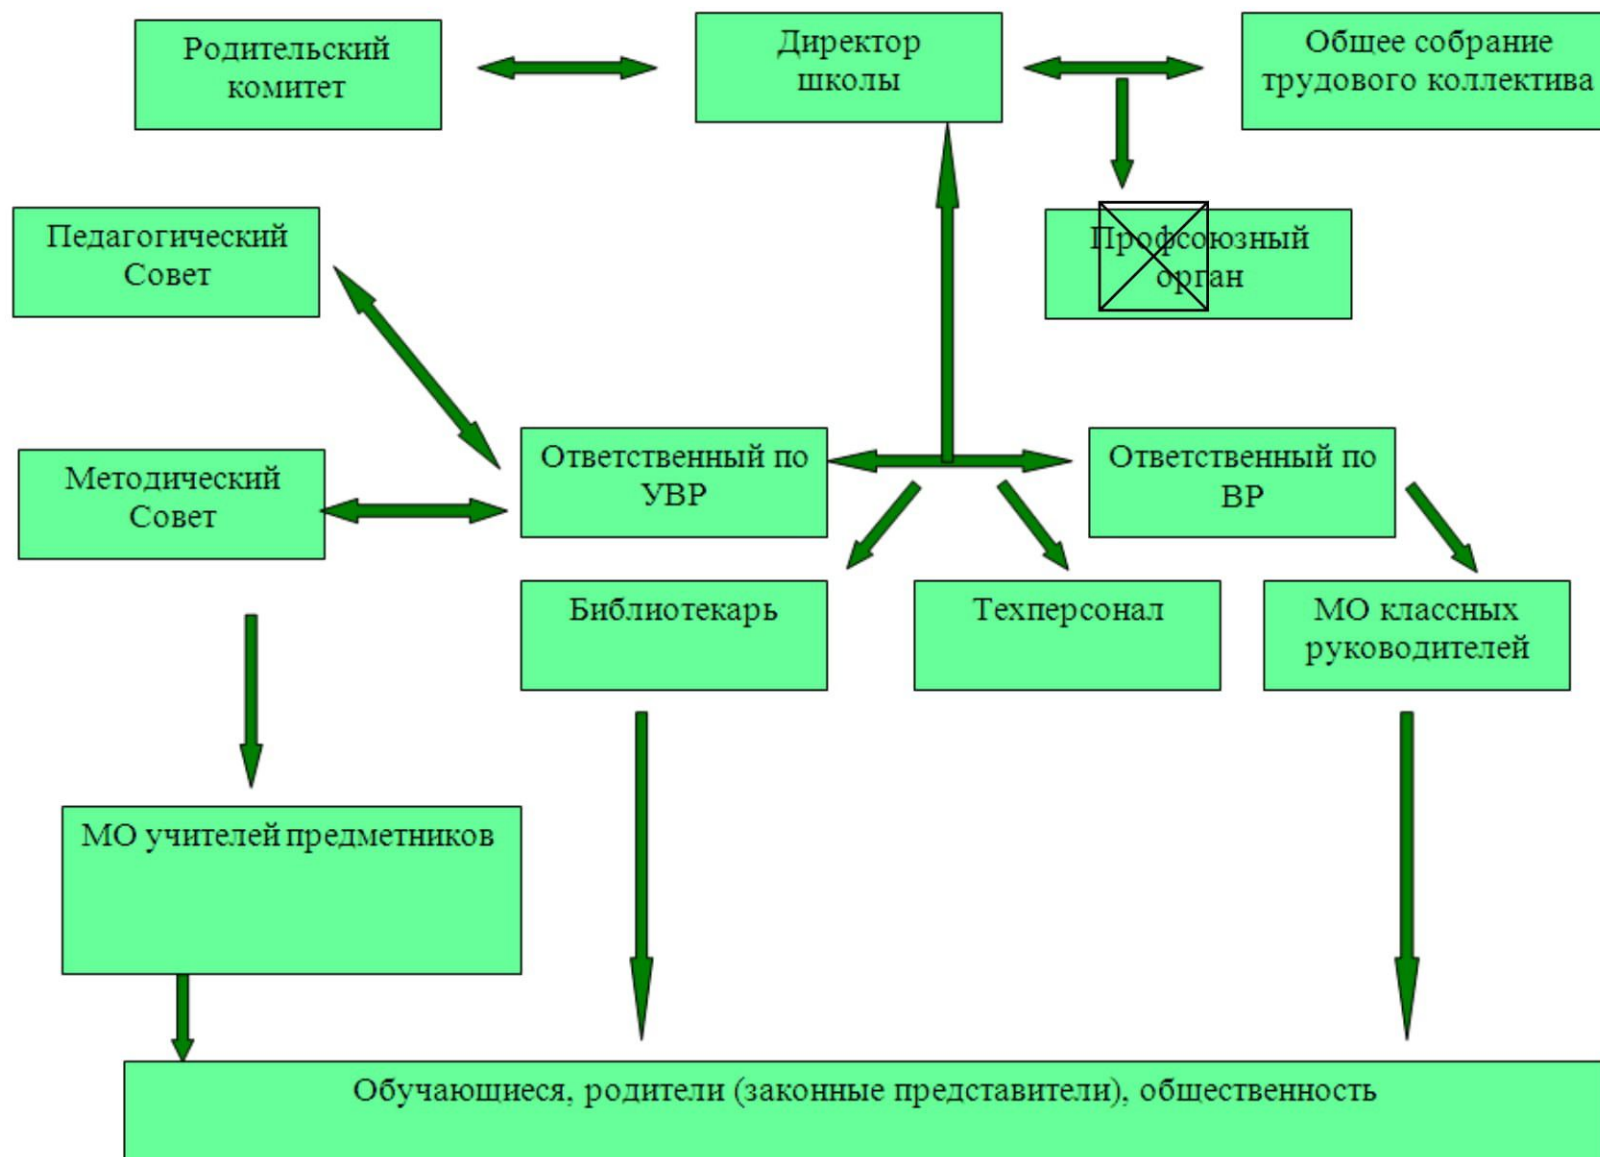 Родительский
комитет
Директор
школы
Общее собрание
трудового коллектива
Педагогический
Совет
Профсоюзный
орган
Методический
Совет
Ответственный по
УВР
Ответственный по
ВР
Библиотекарь
Техперсонал
МО классных
руководителей
МО учителей предметников
Обучающиеся, родители (законные представители), общественность